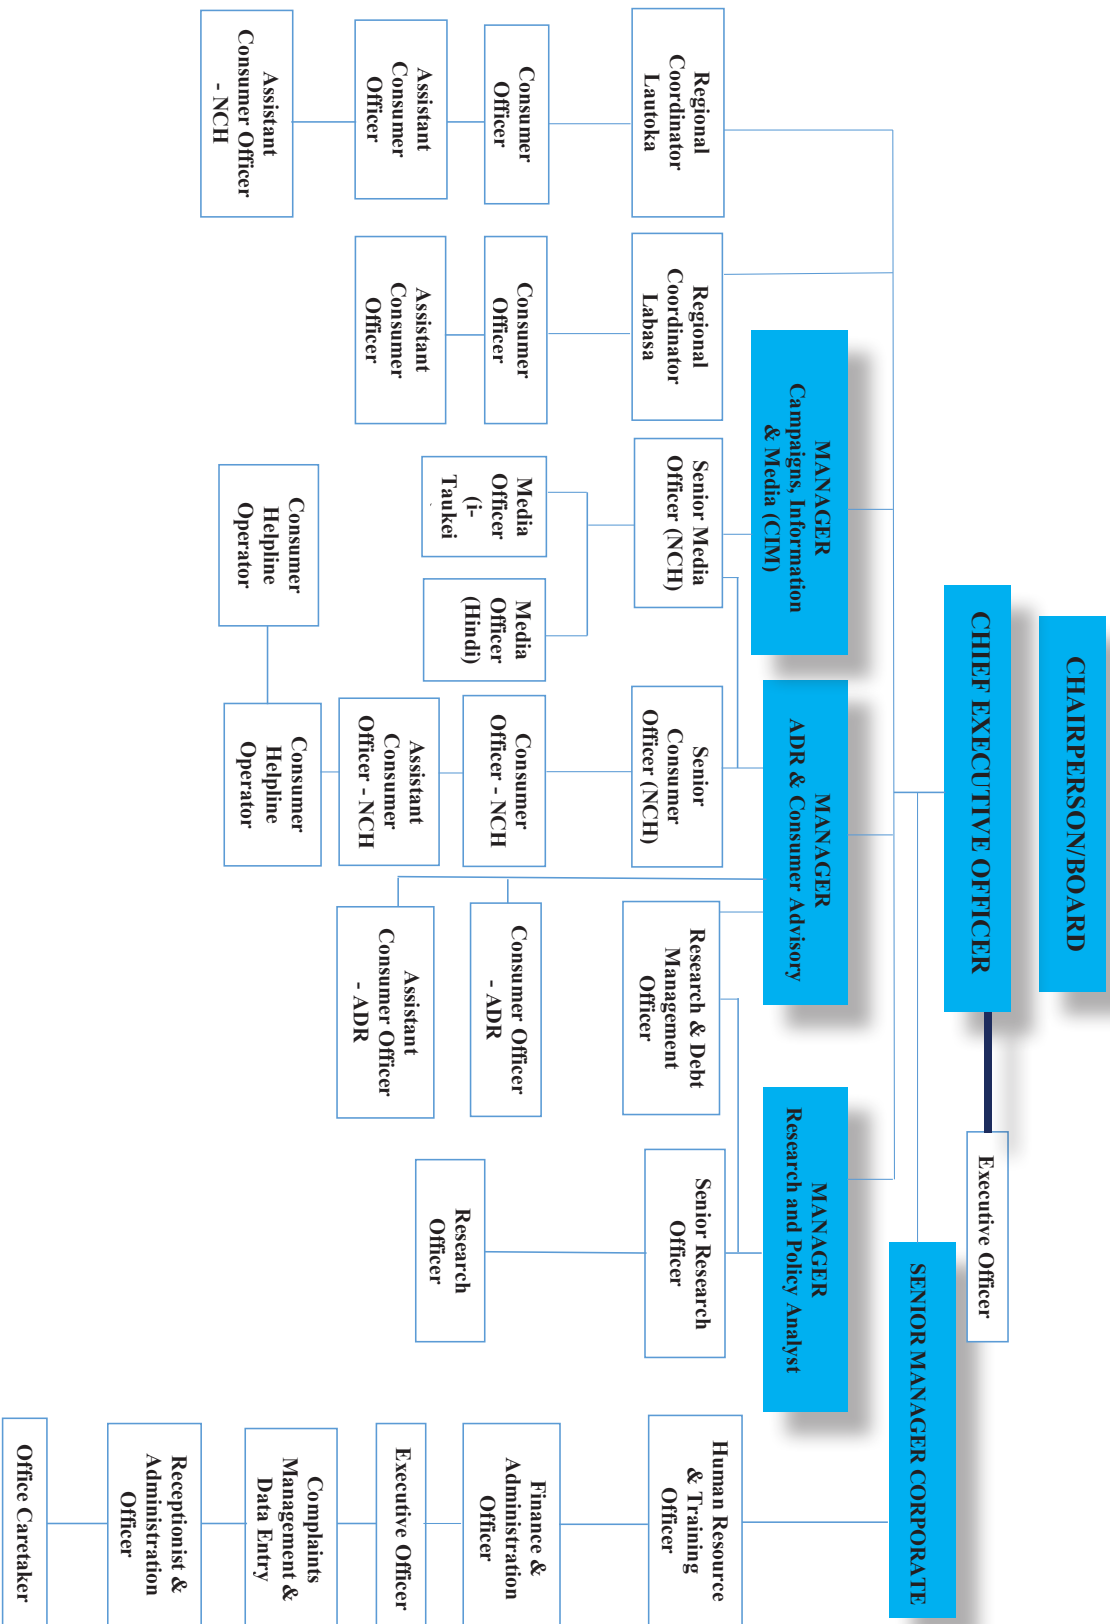 CHAIRPERSON/BOARD
CHIEF EXECUTIVE OFFICER
Executive Officer
SENIOR MANAGER CORPORATE
MANAGER
Campaigns, Information
& Media (CIM)
MANAGER
ADR & Consumer Advisory
MANAGER
Research and Policy Analyst
Regional
Coordinator
Lautoka
Regional
Coordinator
Labasa
Senior Media
Officer (NCH)
Senior
Consumer
Officer (NCH)
Research & Debt
Management
Officer
Senior Research
Officer
Human Resource
& Training
Officer
Consumer
Officer
Consumer
Officer
Media
Officer
(i-
Taukei
Media
Officer
(Hindi)
Consumer
Officer - NCH
Consumer Officer
- ADR
Research
Officer
Finance &
Administration
Officer
Assistant
Consumer
Officer
Assistant
Consumer
Officer
Assistant
Consumer
Officer - NCH
Assistant
Consumer Officer
- ADR
Executive Officer
Assistant
Consumer Officer
- NCH
Consumer
Helpline
Operator
Consumer
Helpline
Operator
Complaints
Management &
Data Entry
Receptionist &
Administration
Officer
Office Caretaker